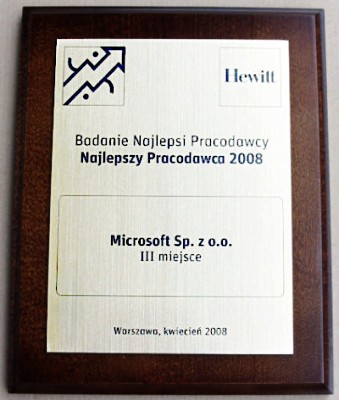 Hewitt
Badanie Najlepsi Pracodawcy
Najlepszy Pracodawca 2008
Microsoft Sp. z o.o.
III miejsce
Warszawa, kwiecień 2008